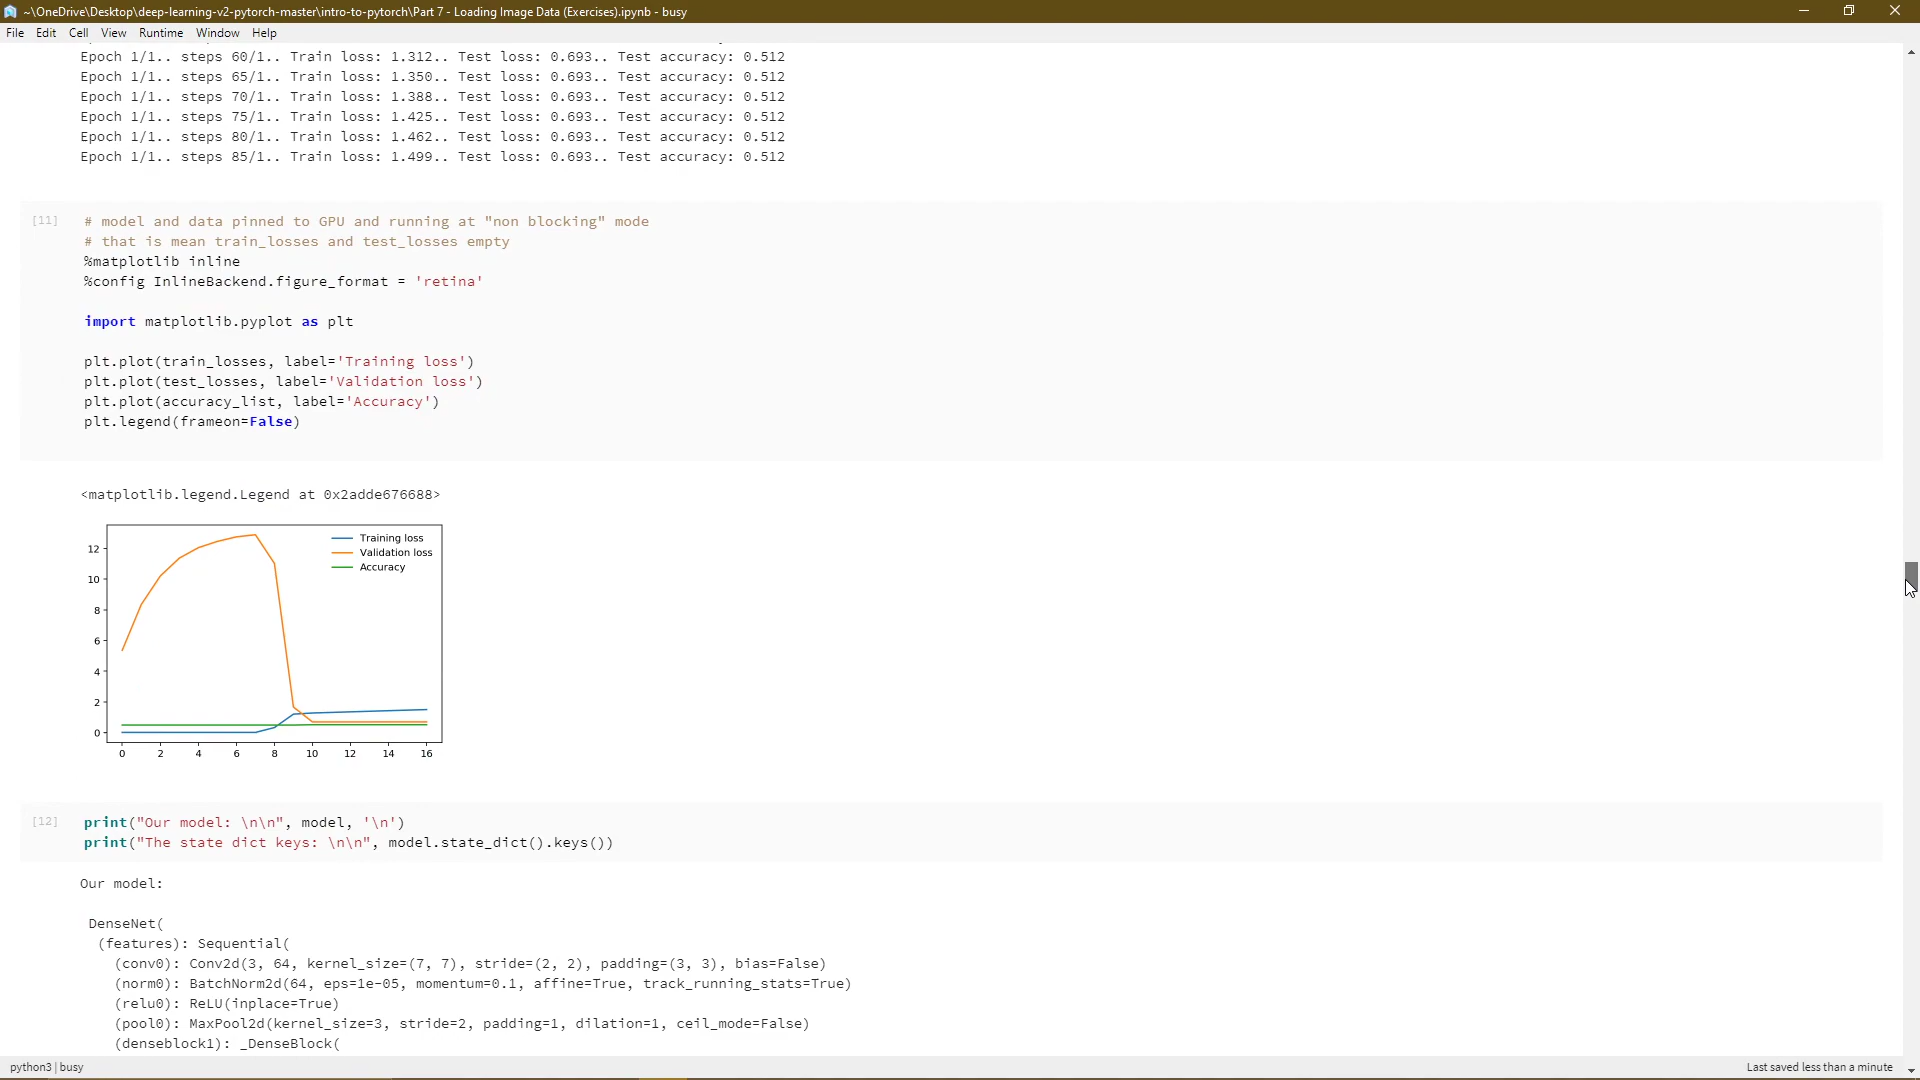 ~\OneDrive\Desktop\deep-learning-v2-pytorch-master\intro-to-pytorch\Part 7 - Loading Image Data (Exercises).ipynb - busy
File Edit Cell View Runtime Window Help
Epoch 1/1.. steps 60/1.. Train loss: 1.312.. Test loss: 0.693.. Test accuracy: 0.512
Epoch 1/1.. steps 65/1.. Train loss: 1.350.. Test loss: 0.693.. Test accuracy: 0.512
Epoch 1/1.. steps 70/1.. Train loss: 1.388.. Test loss: 0.693.. Test accuracy: 0.512
Epoch 1/1.. steps 75/1.. Train loss: 1.425.. Test loss: 0.693.. Test accuracy: 0.512
Epoch 1/1.. steps 80/1.. Train loss: 1.462.. Test loss: 0.693.. Test accuracy: 0.512
Epoch 1/1.. steps 85/1.. Train loss: 1.499.. Test loss: 0.693.. Test accuracy: 0.512
[11] # model and data pinned to GPU and running at "non blocking" mode
# that is mean train_losses and test_losses empty
%matplotlib inline
%config InlineBackend.figure_format = 'retina'
import matplotlib.pyplot as plt
plt.plot(train_losses, label='Training loss')
plt.plot(test_losses, label='Validation loss')
plt.plot(accuracy_list, label='Accuracy')
plt.legend(frameon=False)
<matplotlib.legend.Legend at 0x2adde676688>
Training loss
Validation loss
Accuracy
12
10
8
6
4
2
0
0 2 4 6 8 10 12 14 16
[12] print("Our model: \n\n", model, '\n')
print("The state dict keys: \n\n", model.state_dict().keys())
Our model:
DenseNet(
(features): Sequential(
(conv0): Conv2d(3, 64, kernel_size=(7, 7), stride=(2, 2), padding=(3, 3), bias=False)
(norm0): BatchNorm2d(64, eps=1e-05, momentum=0.1, affine=True, track_running_stats=True)
(relu0): ReLU(inplace=True)
(pool0): MaxPool2d(kernel_size=3, stride=2, padding=1, dilation=1, ceil_mode=False)
(denseblock1): _DenseBlock(
python3 | busy
Last saved less than a minute